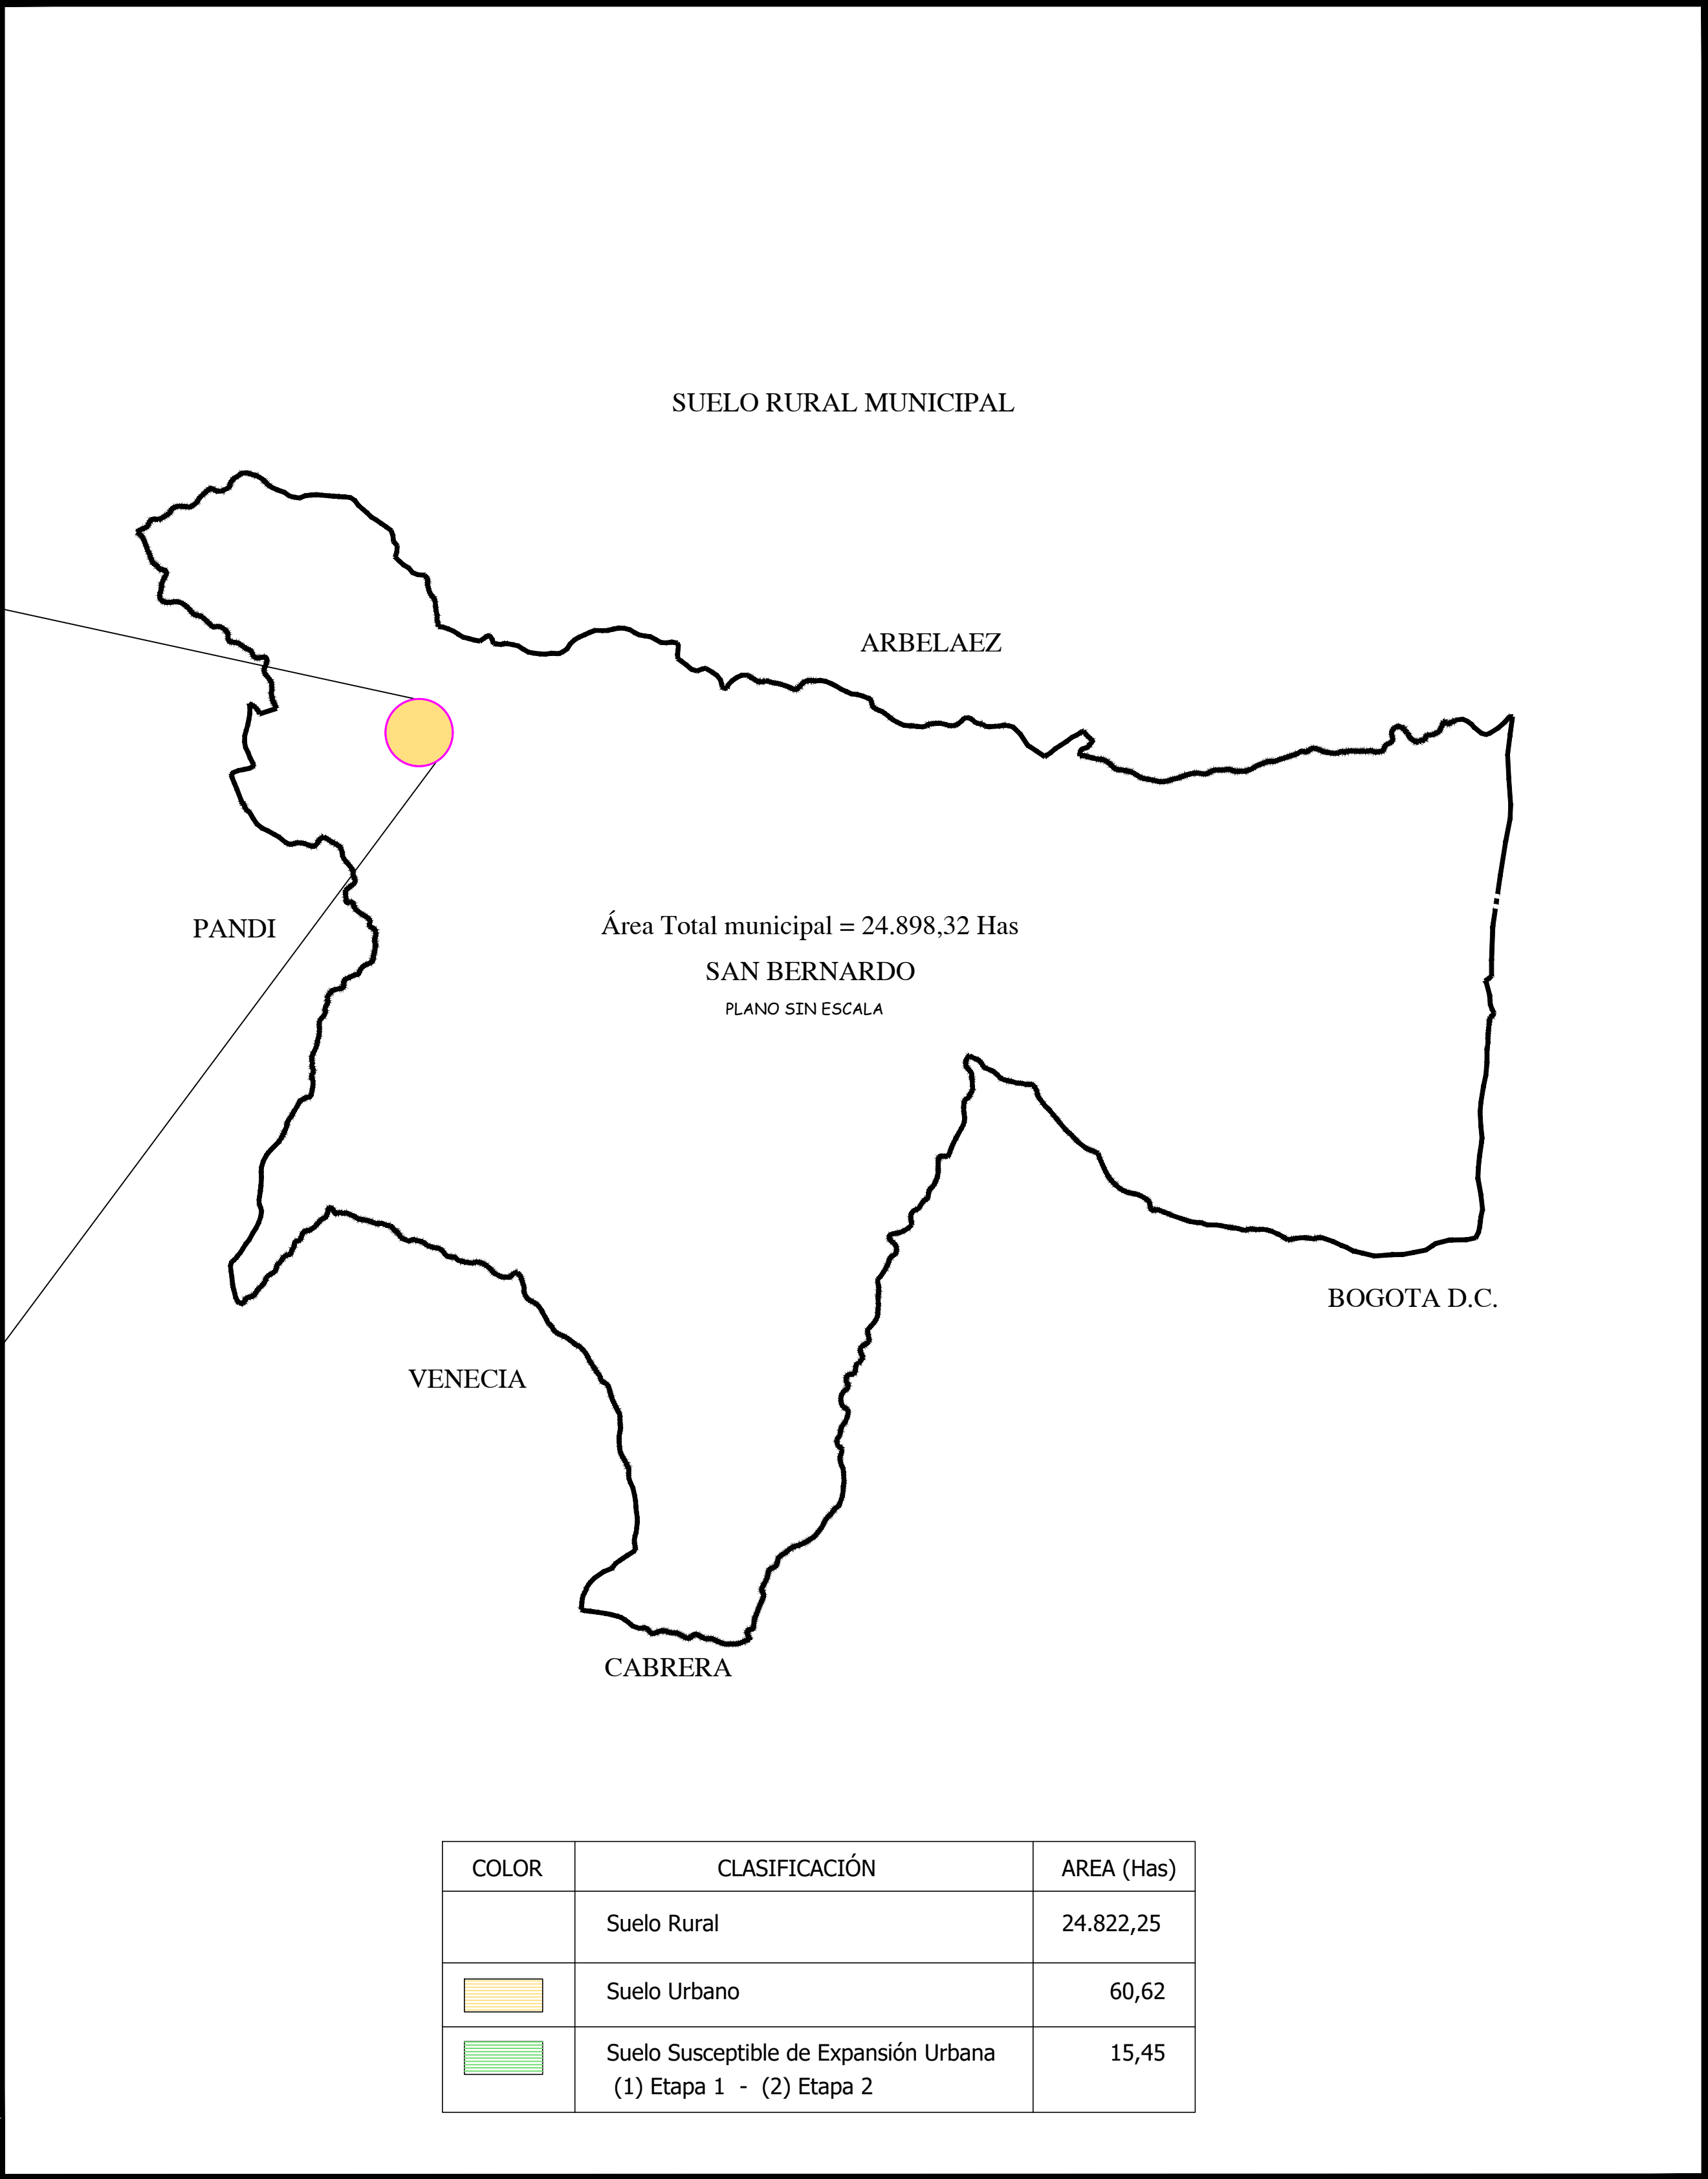 SUELO RURAL MUNICIPAL
ARBELAEZ
PANDI
Área Total municipal = 24.898,32 Has
SAN BERNARDO
PLANO SIN ESCALA
BOGOTA D.C.
VENECIA
CABRERA
COLOR CLASIFICACIÓN AREA (Has)
Suelo Rural 24.822,25
Suelo Urbano 60,62
Suelo Susceptible de Expansión Urbana 15,45
(1) Etapa 1 - (2) Etapa 2